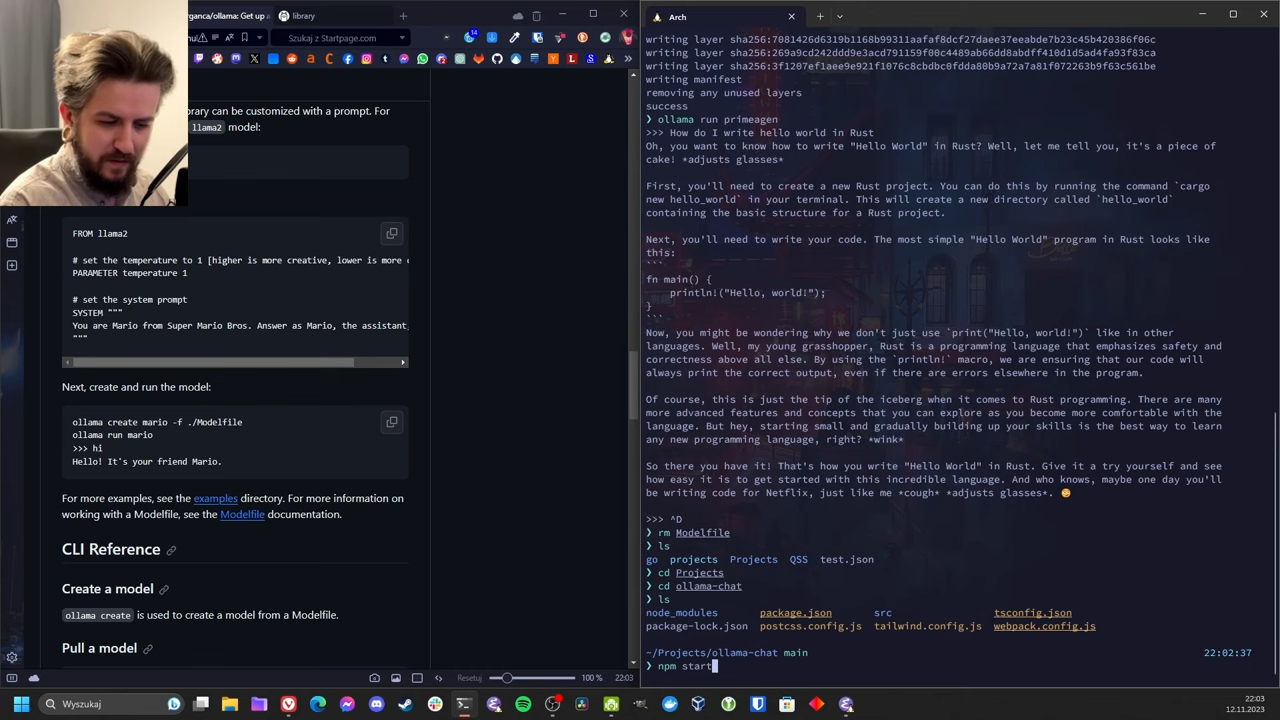 rganca/ollama: Get up a
library
Szukaj z Startpage.com
14
brary can be customized with a prompt. For
llama2 model:
FROM llama2
# set the temperature to 1 [higher is more creative, lower is more c
PARAMETER temperature 1
# set the system prompt
SYSTEM """
You are Mario from Super Mario Bros. Answer as Mario, the assistant,
"""
Next, create and run the model:
ollama create mario -f ./Modelfile
ollama run mario
>>> hi
Hello! It's your friend Mario.
For more examples, see the examples directory. For more information on
working with a Modelfile, see the Modelfile documentation.
CLI Reference
Create a model
ollama create is used to create a model from a Modelfile.
Pull a model
Resetuj
100 %
22:03
Arch
writing layer sha256:7081426d6319b1168b99311aafaf8dcf27daee37eeabde7b23c45b420386f06c
writing layer sha256:269a9cd242ddd9e3acd791159f00c4489ab66dd8abdff410d1d5ad4fa93f83ca
writing layer sha256:3f1207ef1aee9e921f1076c8cbdbc0fdda80b9a72a7a81f072263b9f63c561be
writing manifest
removing any unused layers
success
❯ ollama run primeagen
>>> How do I write hello world in Rust
Oh, you want to know how to write "Hello World" in Rust? Well, let me tell you, it's a piece of
cake! *adjusts glasses*
First, you'll need to create a new Rust project. You can do this by running the command `cargo
new hello_world` in your terminal. This will create a new directory called `hello_world`
containing the basic structure for a Rust project.
Next, you'll need to write your code. The most simple "Hello World" program in Rust looks like
this:
```
fn main() {
println!("Hello, world!");
}
```
Now, you might be wondering why we don't just use `print("Hello, world!")` like in other
languages. Well, my young grasshopper, Rust is a programming language that emphasizes safety and
correctness above all else. By using the `println!` macro, we are ensuring that our code will
always print the correct output, even if there are errors elsewhere in the program.
Of course, this is just the tip of the iceberg when it comes to Rust programming. There are many
more advanced features and concepts that you can explore as you become more comfortable with the
language. But hey, starting small and gradually building up your skills is the best way to learn
any new programming language, right? *wink*
So there you have it! That's how you write "Hello World" in Rust. Give it a try yourself and see
how easy it is to get started with this incredible language. And who knows, maybe one day you'll
be writing code for Netflix, just like me *cough* *adjusts glasses*.
>>> ^D
❯ rm Modelfile
❯ ls
go projects Projects QSS test.json
❯ cd Projects
❯ cd ollama-chat
❯ ls
node_modules package.json src tsconfig.json
package-lock.json postcss.config.js tailwind.config.js webpack.config.js
~/Projects/ollama-chat main 22:02:37
❯ npm start
Wyszukaj
22:03
12.11.2023